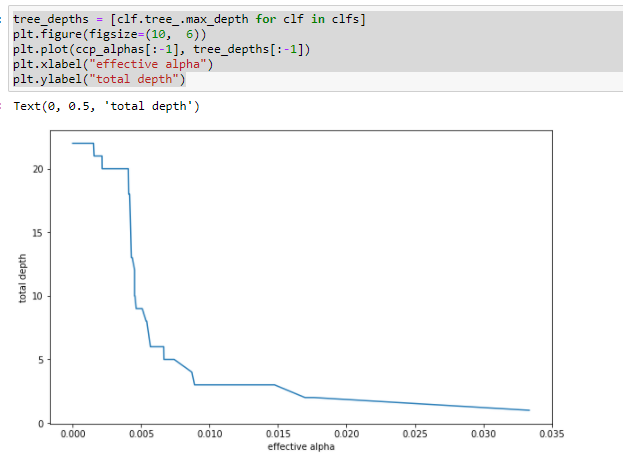 tree_depths = [clf.tree_.max_depth for clf in clfs]
plt.figure(figsize=(10,  6))
plt.plot(ccp_alphas[:-1], tree_depths[:-1])
plt.xlabel("effective alpha")
plt.ylabel("total depth")
Text(0, 0.5, 'total depth')
20
15
10
5
0
total depth
0.000 0.005 0.010 0.015 0.020 0.025 0.030 0.035
effective alpha